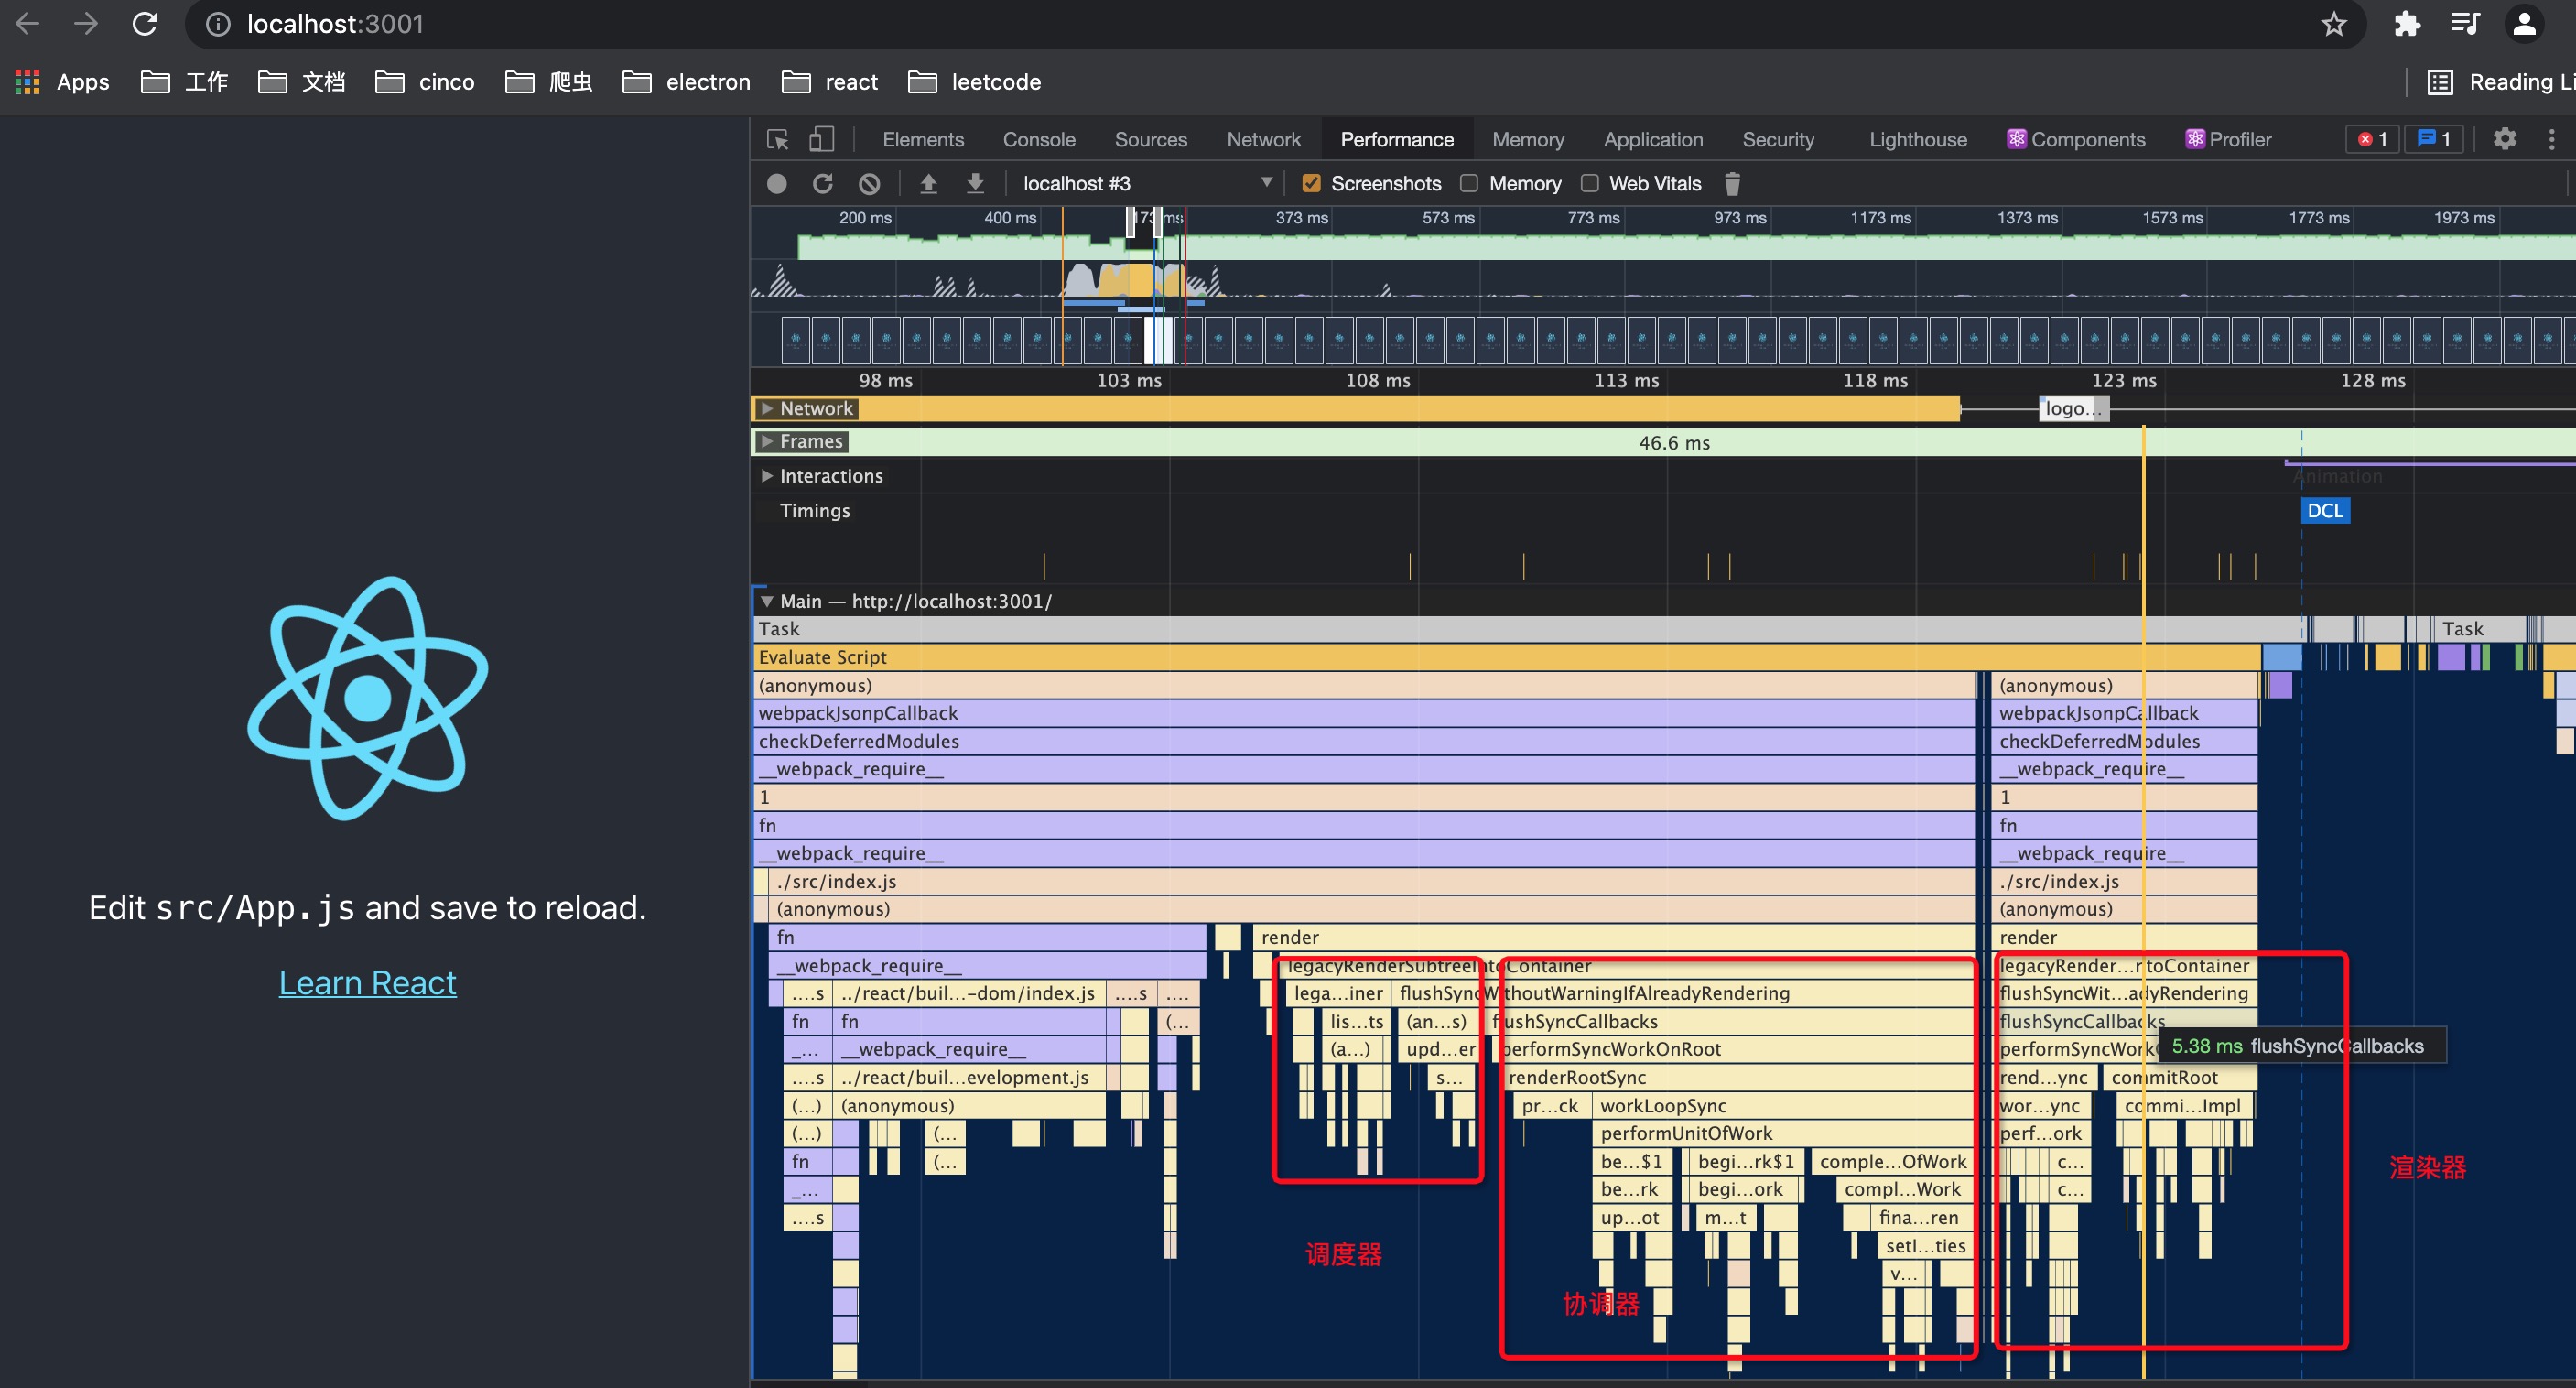 localhost:3001
Apps 工作 文档 cinco 爬虫 electron react leetcode Reading Li
Elements Console Sources Network Performance Memory Application Security Lighthouse Components Profiler 1 1
localhost #3 Screenshots Memory Web Vitals
200 ms 400 ms 173 ms 373 ms 573 ms 773 ms 973 ms 1173 ms 1373 ms 1573 ms 1773 ms 1973 ms
98 ms 103 ms 108 ms 113 ms 118 ms 123 ms 128 ms
Network logo...
Frames 46.6 ms
Interactions Animation
Timings DCL
Main — http://localhost:3001/
Task Task
Evaluate Script
(anonymous) (anonymous)
webpackJsonpCallback webpackJsonpCallback
checkDeferredModules checkDeferredModules
__webpack_require__ __webpack_require__
1 1
fn fn
__webpack_require__ __webpack_require__
./src/index.js ./src/index.js
(anonymous) (anonymous)
fn render render
__webpack_require__ legacyRenderSubtreeIntoContainer legacyRender…ntoContainer
….s ../react/buil…-dom/index.js ….s …. lega…iner flushSyncWithoutWarningIfAlreadyRendering flushSyncWit…adyRendering
fn fn (… lis…ts (an…s) flushSyncCallbacks flushSyncCallbacks
_… __webpack_require__ (a…) upd…er performSyncWorkOnRoot performSyncWork
5.38 ms flushSyncCallbacks
….s ../react/buil…evelopment.js s… renderRootSync rend…ync commitRoot
(…) (anonymous) pr…ck workLoopSync wor…ync commi…Impl
(…) (… performUnitOfWork perf…ork
fn (… be…$1 begi…rk$1 comple…OfWork c…
_… be…rk begi…ork compl…Work c…
….s up…ot m…t fina…ren
setI…ties
v…
调度器
协调器
渲染器
Edit src/App.js and save to reload.
Learn React